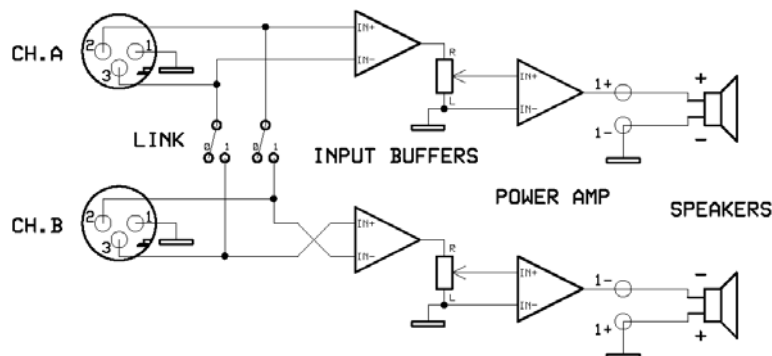 CH.A
2
1
3
IN+
IN-
R
L
IN+
IN-
1+
1-
+
-
LINK
0
1
0
1
INPUT BUFFERS
POWER AMP
SPEAKERS
CH.B
2
1
3
IN+
IN-
R
L
IN+
IN-
1-
1+
-
+